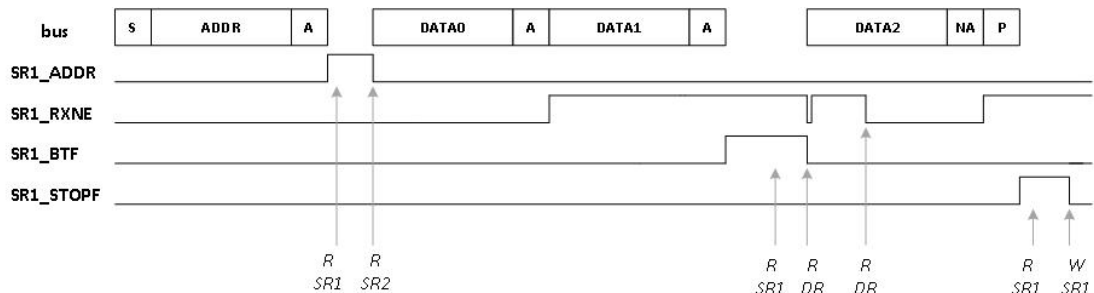 bus S ADDR A DATA0 A DATA1 A DATA2 NA P
SR1_ADDR
SR1_RXNE
SR1_BTF
SR1_STOPF
R R R R R R W
SR1 SR2 SR1 DR DR SR1 SR1